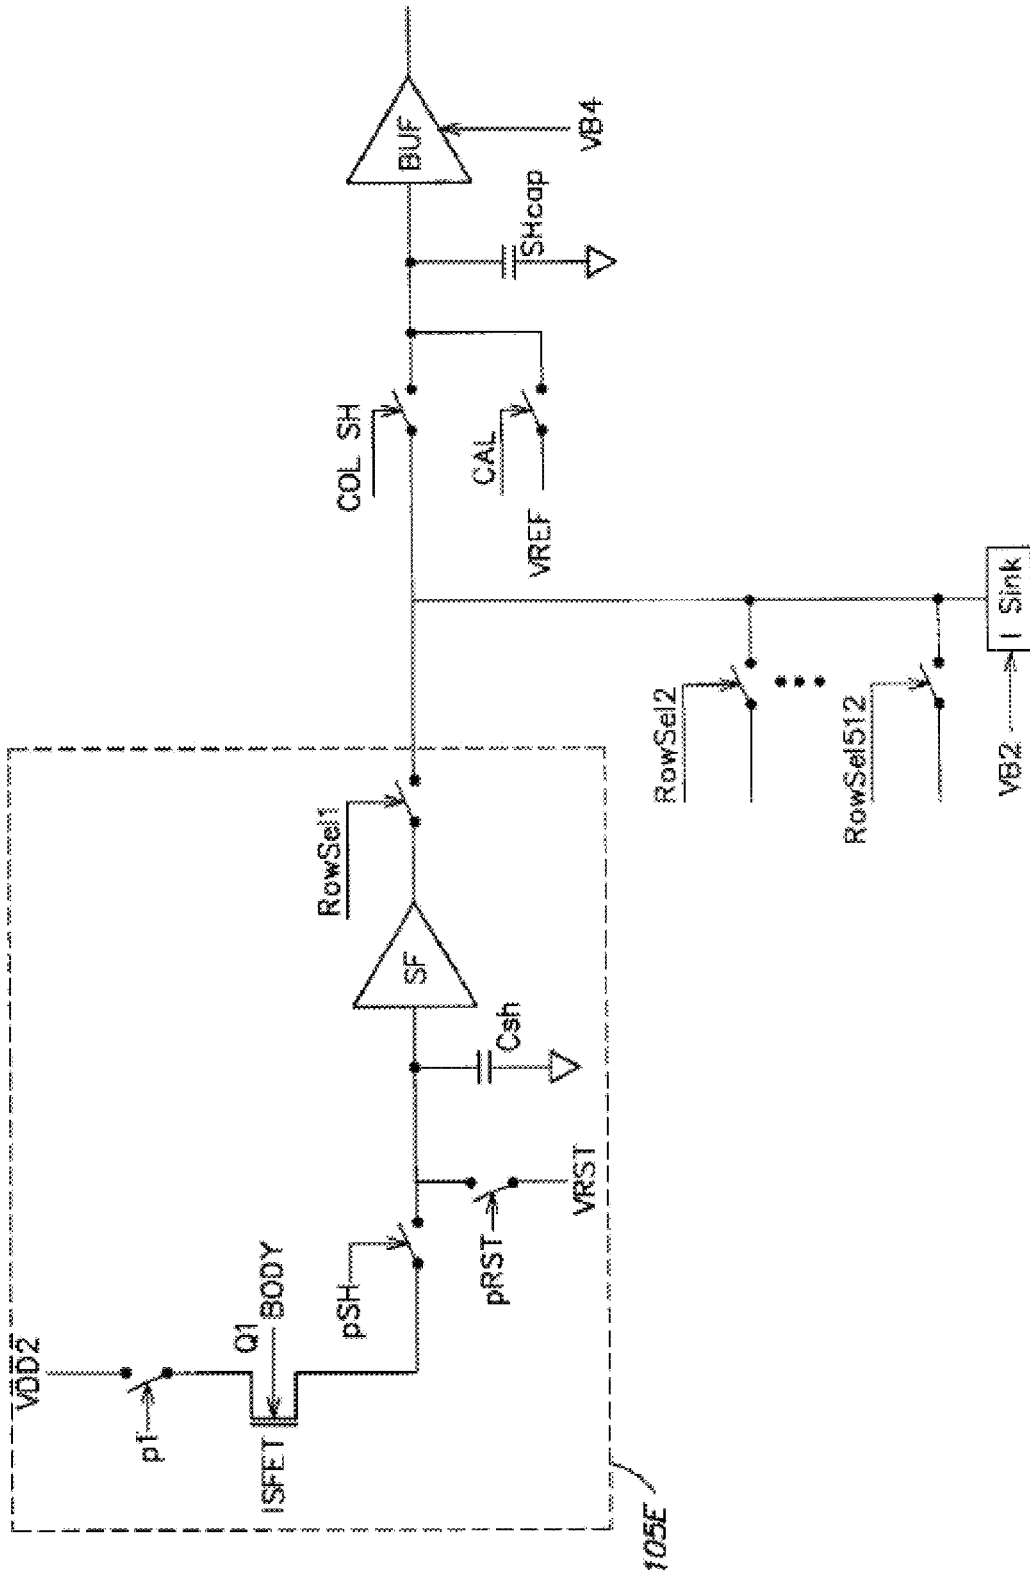 VDD2
p1
ISFET
Q1
BODY
pSH
pRST
VRST
Csh
SF
RowSel1
105E
RowSel2
RowSel512
VB2
I Sink
COL SH
CAL
VREF
SHcap
BUF
VB4